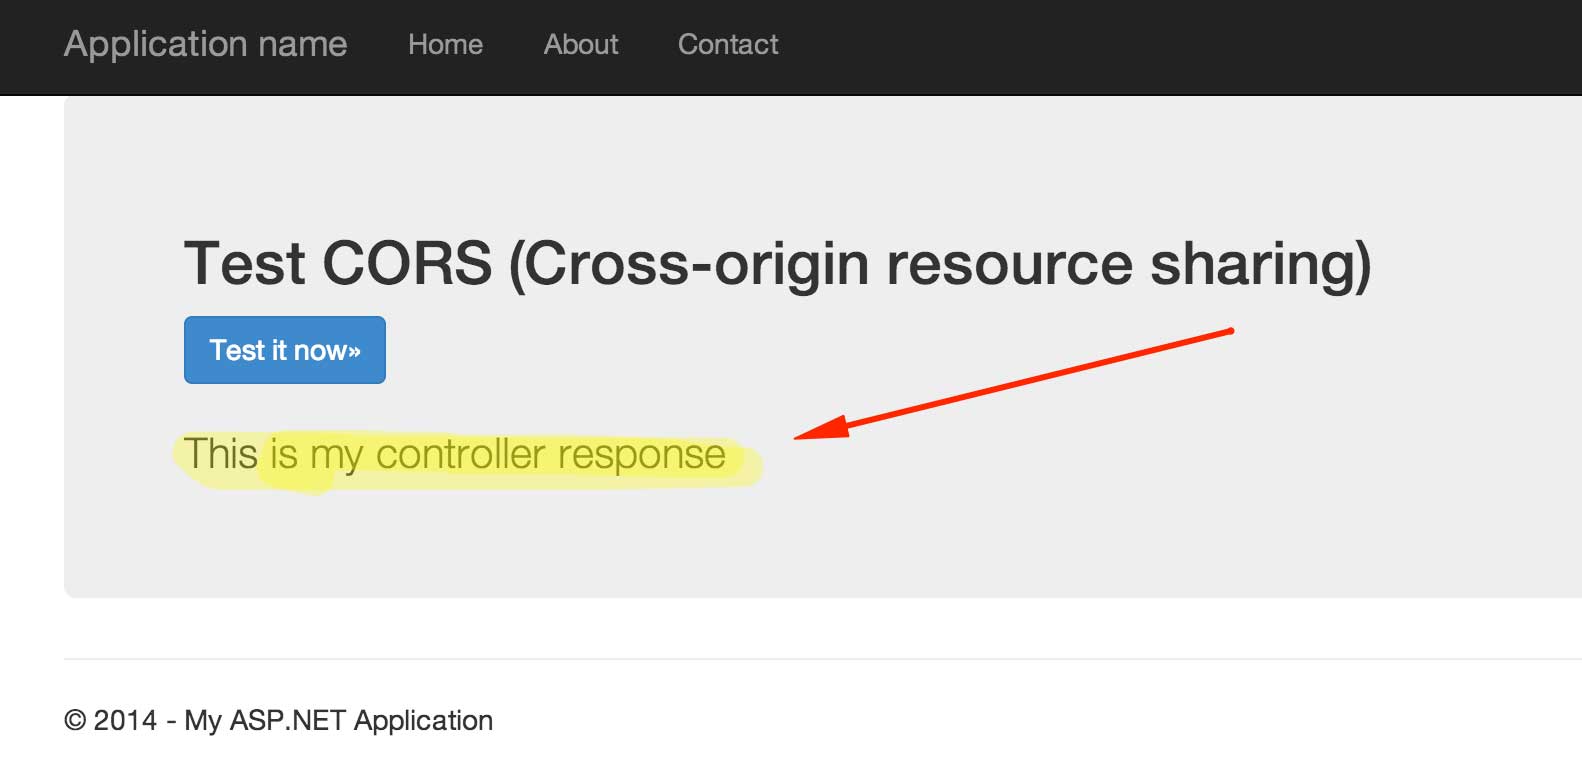 Application name Home About Contact
Test CORS (Cross-origin resource sharing)
Test it now»
This is my controller response
© 2014 - My ASP.NET Application